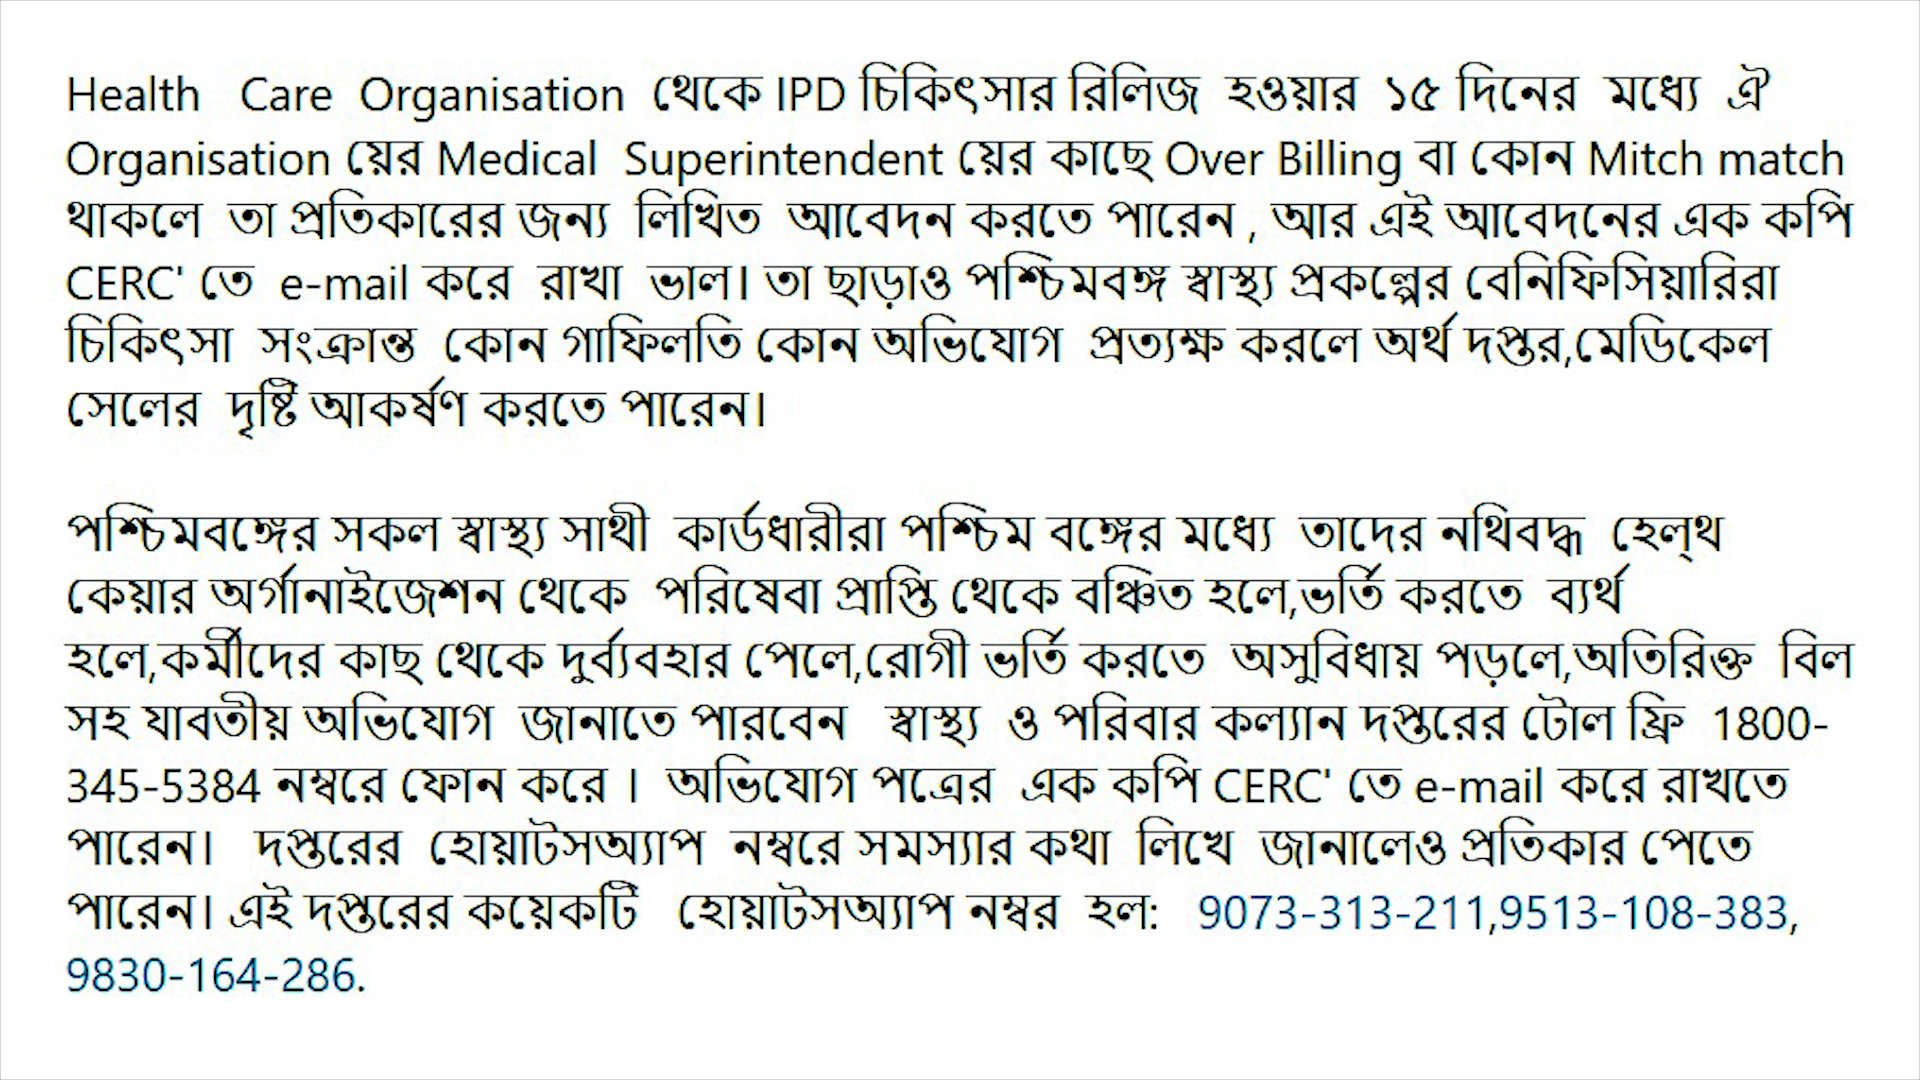 Health Care Organisation থেকে IPD চিকিৎসার রিলিজ হওয়ার ১৫ দিনের মধ্যে ঐ
Organisation য়ের Medical Superintendent য়ের কাছে Over Billing বা কোন Mitch match
থাকলে তা প্রতিকারের জন্য লিখিত আবেদন করতে পারেন , আর এই আবেদনের এক কপি
CERC' তে e-mail করে রাখা ভাল। তা ছাড়াও পশ্চিমবঙ্গ স্বাস্থ্য প্রকল্পের বেনিফিসিয়ারিরা
চিকিৎসা সংক্রান্ত কোন গাফিলতি কোন অভিযোগ প্রত্যক্ষ করলে অর্থ দপ্তর,মেডিকেল
সেলের দৃষ্টি আকর্ষণ করতে পারেন।
পশ্চিমবঙ্গের সকল স্বাস্থ্য সাথী কার্ডধারীরা পশ্চিম বঙ্গের মধ্যে তাদের নথিবদ্ধ হেল্থ
কেয়ার অর্গানাইজেশন থেকে পরিষেবা প্রাপ্তি থেকে বঞ্চিত হলে,ভর্তি করতে ব্যর্থ
হলে,কর্মীদের কাছ থেকে দুর্ব্যবহার পেলে,রোগী ভর্তি করতে অসুবিধায় পড়লে,অতিরিক্ত বিল
সহ যাবতীয় অভিযোগ জানাতে পারবেন স্বাস্থ্য ও পরিবার কল্যান দপ্তরের টোল ফ্রি 1800-
345-5384 নম্বরে ফোন করে । অভিযোগ পত্রের এক কপি CERC' তে e-mail করে রাখতে
পারেন। দপ্তরের হোয়াটসঅ্যাপ নম্বরে সমস্যার কথা লিখে জানালেও প্রতিকার পেতে
পারেন। এই দপ্তরের কয়েকটি হোয়াটসঅ্যাপ নম্বর হল: 9073-313-211,9513-108-383,
9830-164-286.